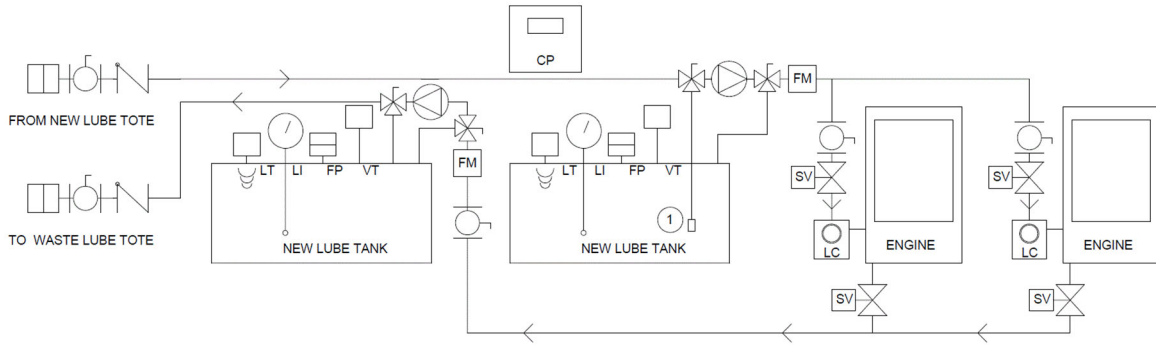 CP
FM
FROM NEW LUBE TOTE
LT LI FP VT
FM
LT LI FP VT
SV
SV
1
TO WASTE LUBE TOTE
NEW LUBE TANK
NEW LUBE TANK
LC
ENGINE
LC
ENGINE
SV
SV